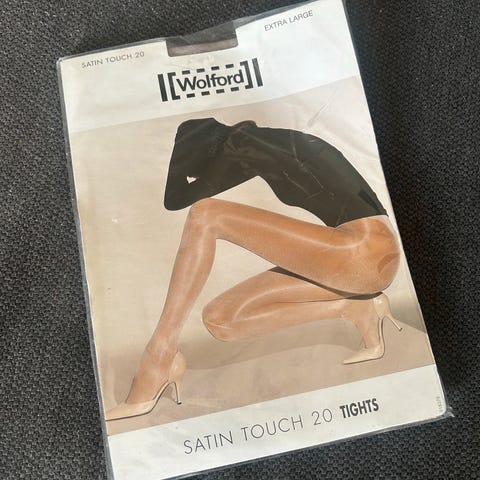 SATIN TOUCH 20
EXTRA LARGE
Wolford
SATIN TOUCH 20 TIGHTS